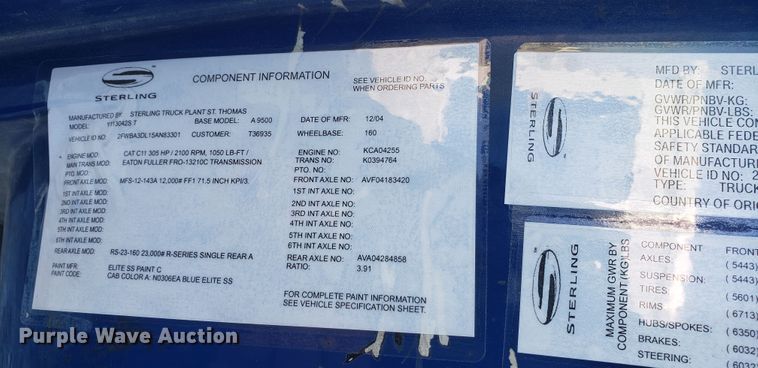 STERLING
COMPONENT INFORMATION
SEE VEHICLE ID NO.
WHEN ORDERING PARTS
MANUFACTURED BY: STERLING TRUCK PLANT ST. THOMAS
MODEL: BASE MODEL: A 9500
DATE OF MFR: 12/04
VEHICLE ID NO: 2FWBA3DL15AN83301 CUSTOMER: T36935
WHEELBASE: 160
ENGINE MOD: CAT C11 305 HP / 2100 RPM, 1050 LB-FT /
ENGINE NO: KCA04255
MAIN TRANS MOD: EATON FULLER FRO-13210C TRANSMISSION
TRANS NO: K0394764
PTO MOD:
PTO. NO:
FRONT AXLE MOD: MFS-12-143A 12,000# FF1 71.5 INCH KPI/3.
FRONT AXLE NO: AVF04183420
1ST INT AXLE MOD:
1ST INT AXLE NO:
2ND INT AXLE MOD:
2ND INT AXLE NO:
3RD INT AXLE MOD:
3RD INT AXLE NO:
4TH INT AXLE MOD:
4TH INT AXLE NO:
5TH INT AXLE MOD:
5TH INT AXLE NO:
6TH INT AXLE MOD:
6TH INT AXLE NO:
REAR AXLE MOD: RS-23-160 23,000# R-SERIES SINGLE REAR A
REAR AXLE NO: AVA04284858
RATIO: 3.91
PAINT MFR: ELITE SS PAINT C
PAINT: CAB COLOR A: N0306EA BLUE ELITE SS
FOR COMPLETE PAINT INFORMATION
SEE VEHICLE SPECIFICATION SHEET.
STERLING
MFD BY: STERL
DATE OF MFR:
GVWR/PNBV-KG:
GVWR/PNBV-LBS:
THIS VEHICLE CON
APPLICABLE FEDE
SAFETY STANDAR
OF MANUFACTUR
VEHICLE ID NO: 2
TYPE: TRUCK
COUNTRY OF ORIG
STERLING
MAXIMUM GWR BY
COMPONENT (KG)LBS
COMPONENT FRONT
AXLES: (5443)
SUSPENSION: (5443)
TIRES (5601)
RIMS (6713)
HUBS/SPOKES: (6350)
BRAKES: (6032)
STEERING: (6032)
Purple Wave Auction